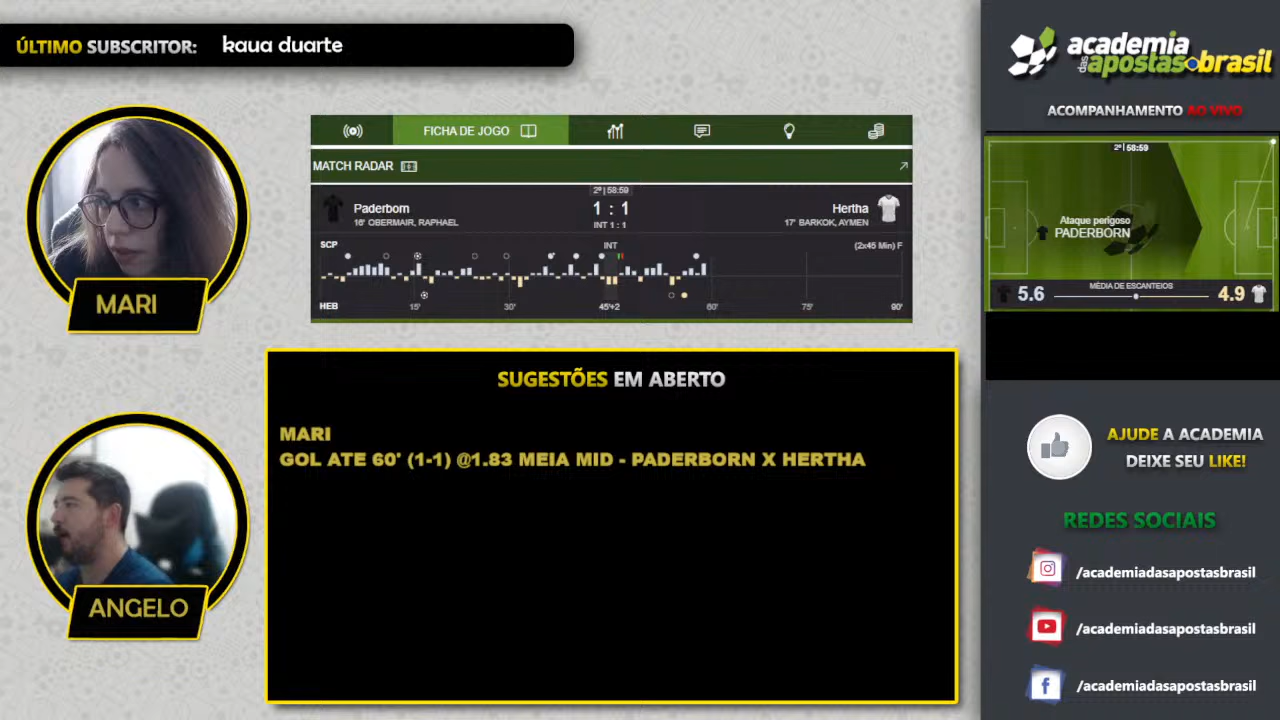 ÚLTIMO SUBSCRITOR: kaua duarte
MARI
ANGELO
FICHA DE JOGO
MATCH RADAR
2º | 58:59
Paderborn
1 : 1
Hertha
16' OBERMAIR, RAPHAEL
INT 1 : 1
17' BARKOK, AYMEN
SCP
INT
(2x45 Min) F
HEB
15'
30'
45'+2
60'
75'
90'
SUGESTÕES EM ABERTO
MARI
GOL ATE 60' (1-1) @1.83 MEIA MID - PADERBORN X HERTHA
academia
das apostas brasil
ACOMPANHAMENTO AO VIVO
2º | 58:59
Ataque perigoso
PADERBORN
MÉDIA DE ESCANTEIOS
5.6
4.9
AJUDE A ACADEMIA
DEIXE SEU LIKE!
REDES SOCIAIS
/academiadasapostasbrasil
/academiadasapostasbrasil
/academiadasapostasbrasil